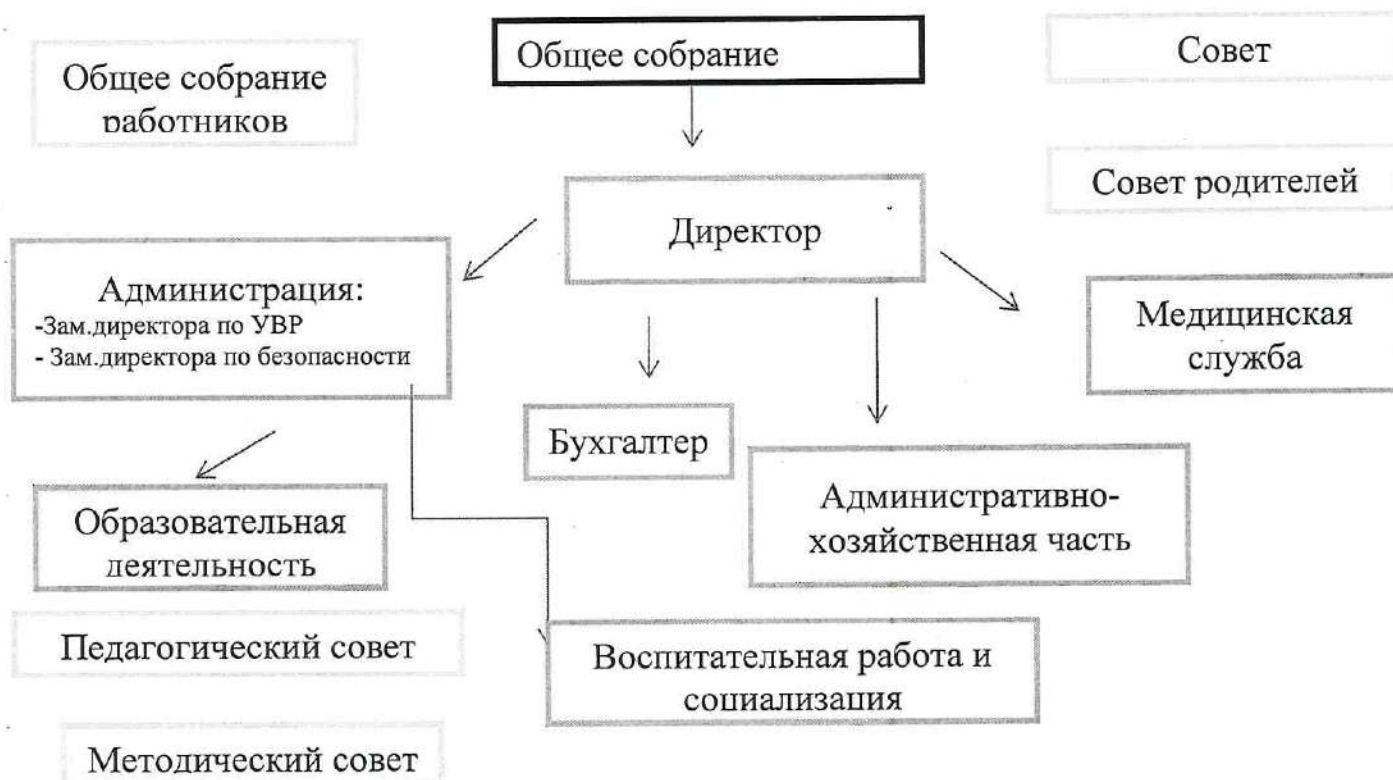 Общее собрание
Общее собрание
работников
Совет
Совет родителей
Директор
Администрация:
-Зам.директора по УВР
- Зам.директора по безопасности
Медицинская
служба
Бухгалтер
Административно-
хозяйственная часть
Образовательная
деятельность
Педагогический совет
Воспитательная работа и
социализация
Методический совет